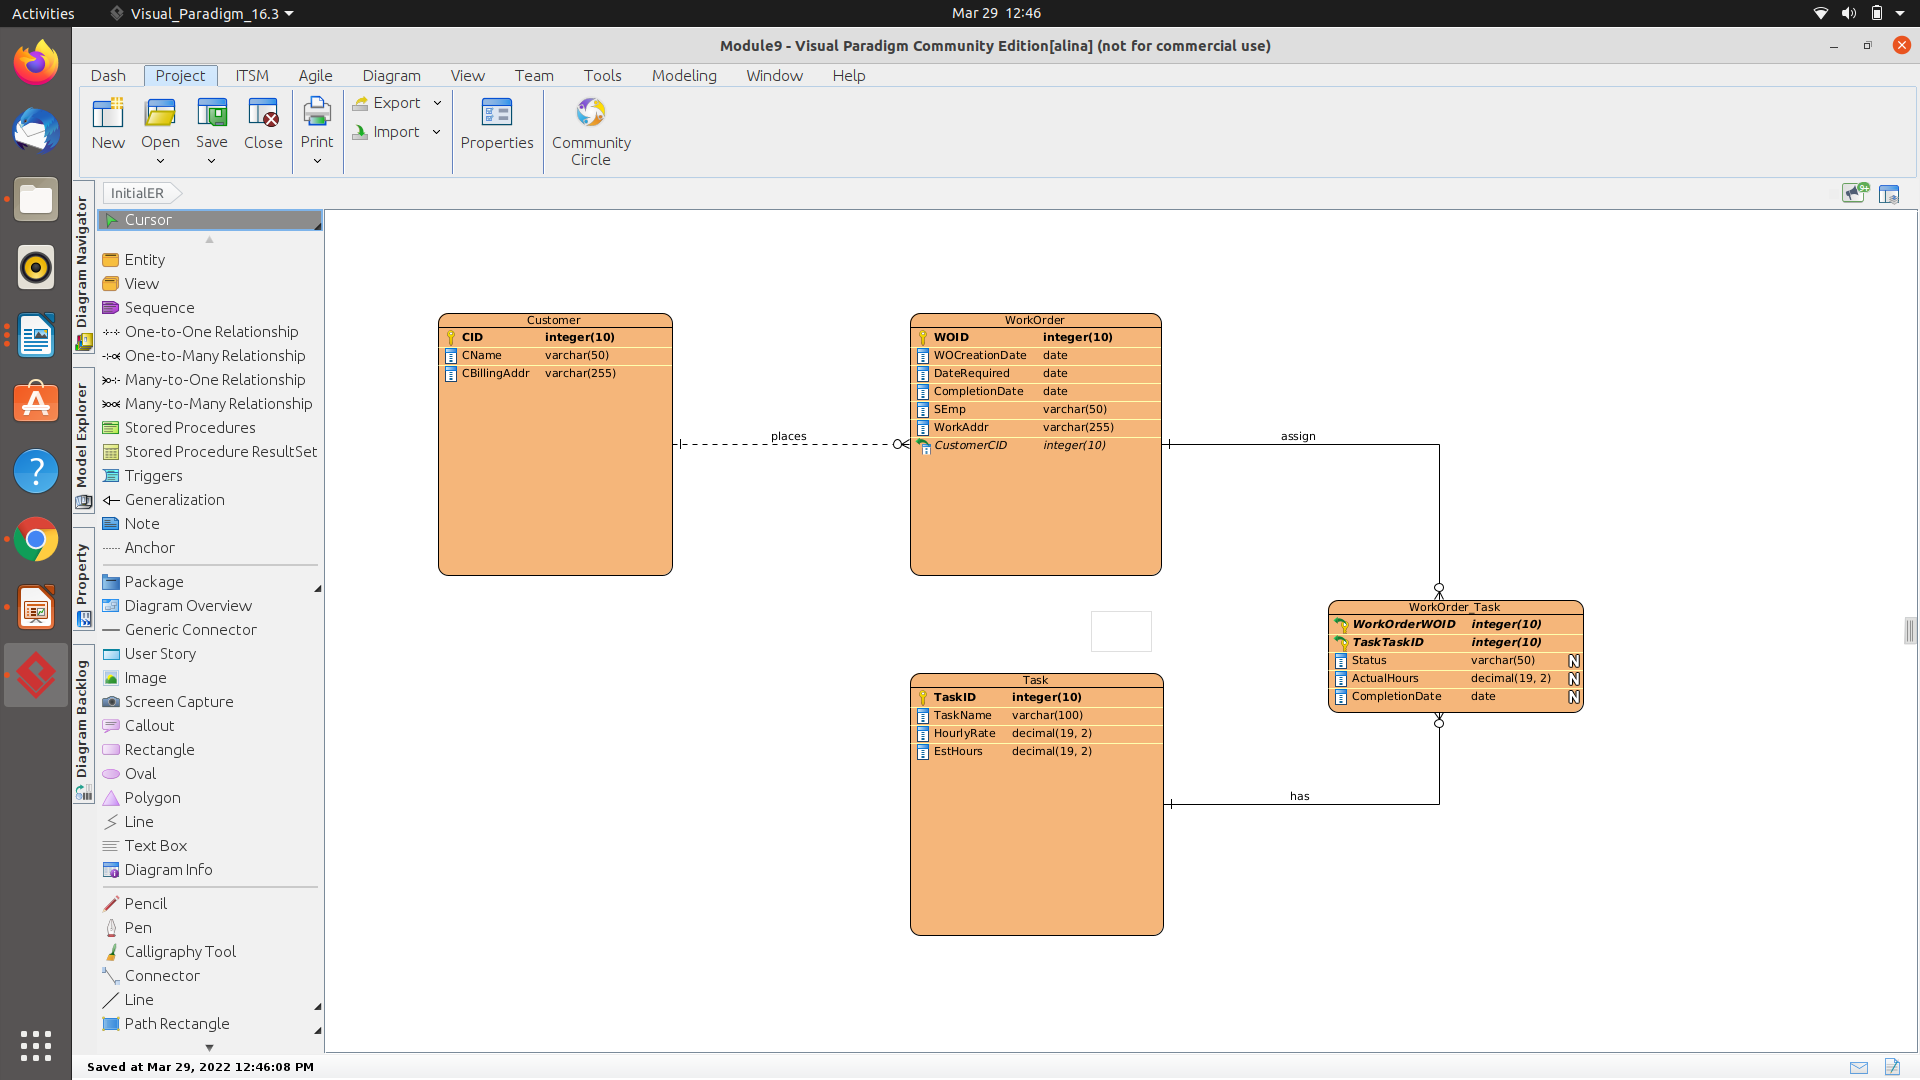 Activities
Visual_Paradigm_16.3
Mar 29 12:46
Module9 - Visual Paradigm Community Edition[alina] (not for commercial use)
Dash Project ITSM Agile Diagram View Team Tools Modeling Window Help
New Open Save Close Print
Export
Import
Properties
Community
Circle
InitialER
Diagram Navigator
Model Explorer
Property
Diagram Backlog
Cursor
Entity
View
Sequence
One-to-One Relationship
One-to-Many Relationship
Many-to-One Relationship
Many-to-Many Relationship
Stored Procedures
Stored Procedure ResultSet
Triggers
Generalization
Note
Anchor
Package
Diagram Overview
Generic Connector
User Story
Image
Screen Capture
Callout
Rectangle
Oval
Polygon
Line
Text Box
Diagram Info
Pencil
Pen
Calligraphy Tool
Connector
Line
Path Rectangle
Customer
CID integer(10)
CName varchar(50)
CBillingAddr varchar(255)
places
WorkOrder
WOID integer(10)
WOCreationDate date
DateRequired date
CompletionDate date
SEmp varchar(50)
WorkAddr varchar(255)
CustomerCID integer(10)
assign
WorkOrder_Task
WorkOrderWOID integer(10)
TaskTaskID integer(10)
Status varchar(50) N
ActualHours decimal(19, 2) N
CompletionDate date N
Task
TaskID integer(10)
TaskName varchar(100)
HourlyRate decimal(19, 2)
EstHours decimal(19, 2)
has
9+
Saved at Mar 29, 2022 12:46:08 PM